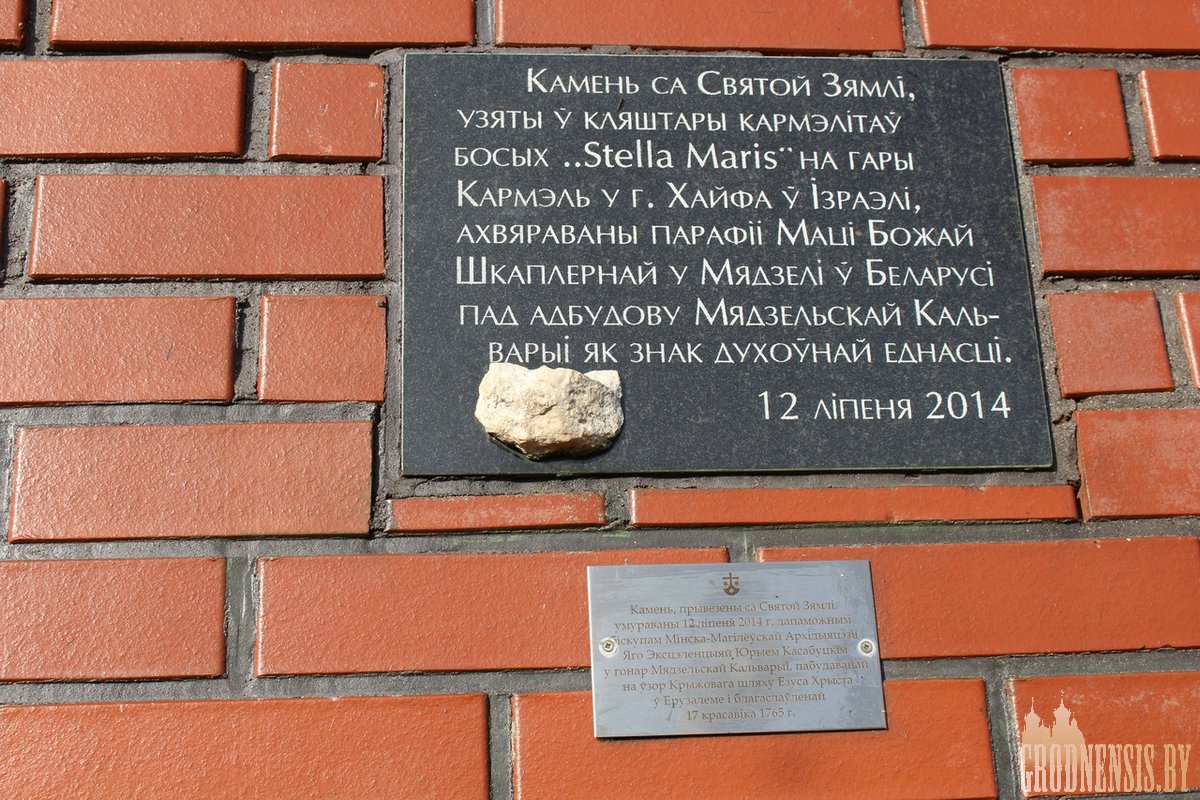 Камень са Святой Зямлі,
узяты ў кляштары кармэлітаў
босых „Stella Maris" на гары
Кармэль у г. Хайфа ў Ізраэлі,
ахвяраваны парафіі Маці Божай
Шкаплернай у Мядзелі ў Беларусі
пад адбудову Мядзельскай Каль-
варыі як знак духоўнай еднасці.
12 ліпеня 2014
Камень, прывезены са Святой Зямлі,
умураваны 12 ліпеня 2014 г. дапаможным
біскупам Мінска-Магілёўскай Архідыяцэзіі
Яго Эксцэленцыяй Юрыем Касабуцкім
у гонар Мядзельскай Кальварыі, пабудаванай
на ўзор Крыжовага шляху Езуса Хрыста
ў Ерузалеме і благаслаўленай
17 красавіка 1765 г.
GRODNENSIS.BY